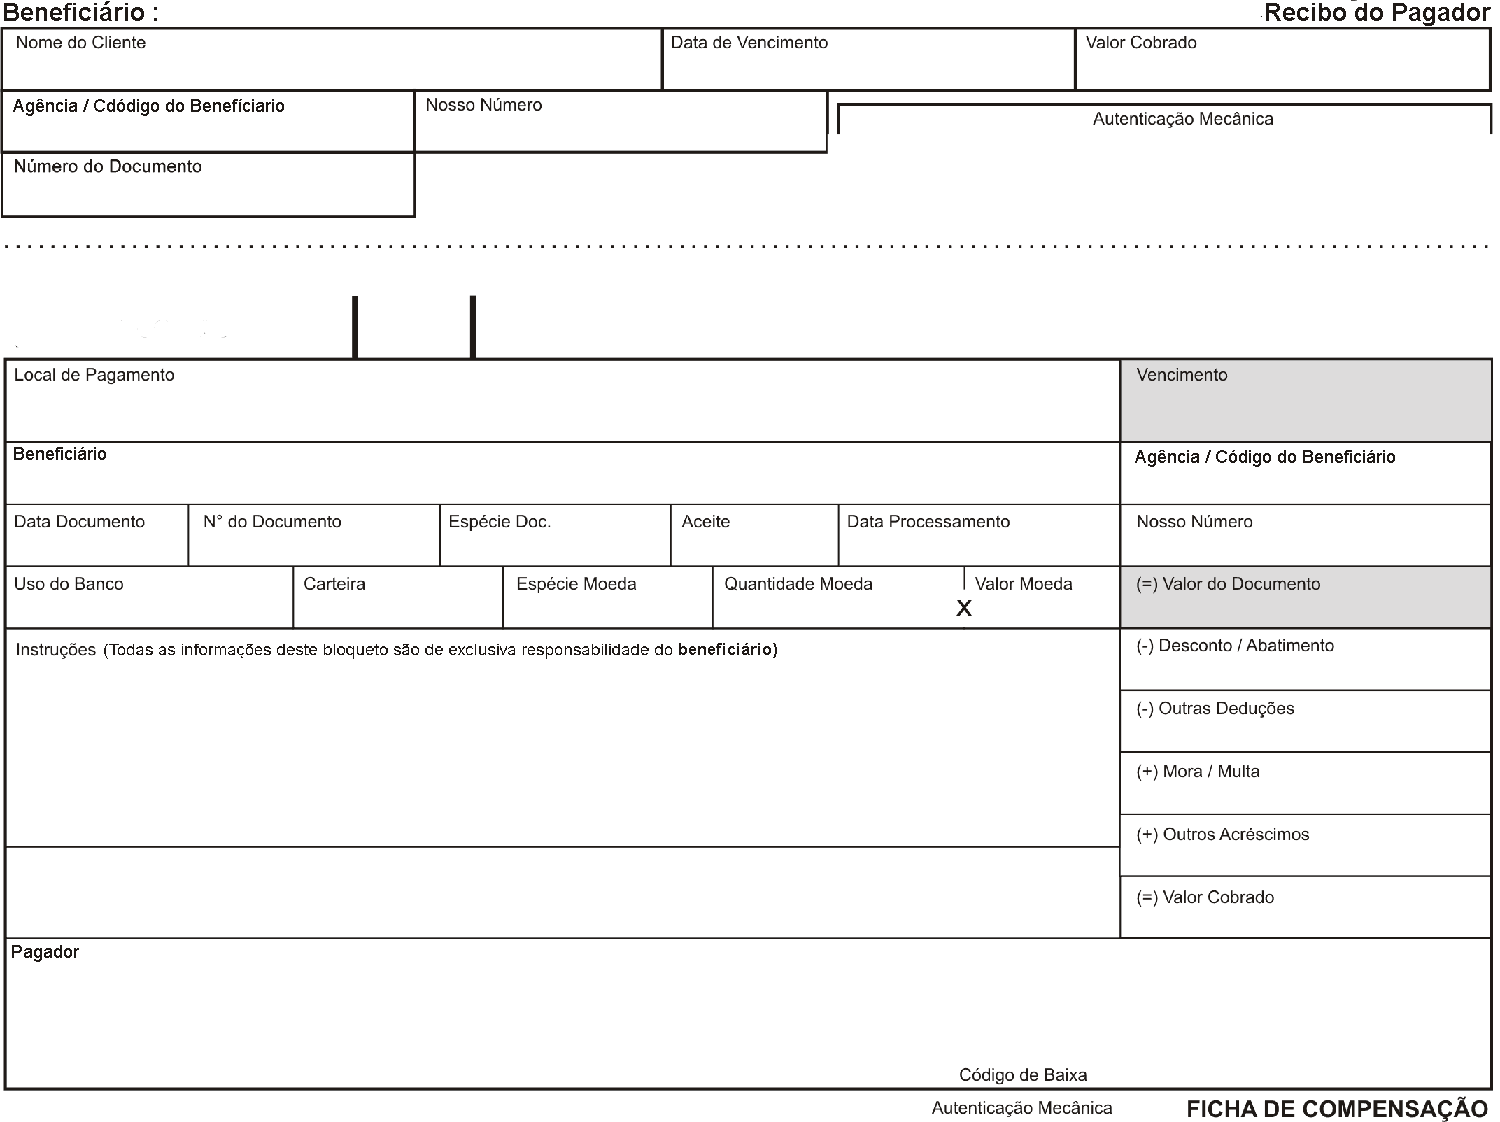 Beneficiário : Recibo do Pagador
Nome do Cliente Data de Vencimento Valor Cobrado
Agência / Cdódigo do Benefíciario Nosso Número Autenticação Mecânica
Número do Documento
Local de Pagamento Vencimento
Beneficiário Agência / Código do Beneficiário
Data Documento N° do Documento Espécie Doc. Aceite Data Processamento Nosso Número
Uso do Banco Carteira Espécie Moeda Quantidade Moeda Valor Moeda (=) Valor do Documento
X
Instruções (Todas as informações deste bloqueto são de exclusiva responsabilidade do beneficiário) (-) Desconto / Abatimento
(-) Outras Deduções
(+) Mora / Multa
(+) Outros Acréscimos
(=) Valor Cobrado
Pagador
Código de Baixa
Autenticação Mecânica FICHA DE COMPENSAÇÃO